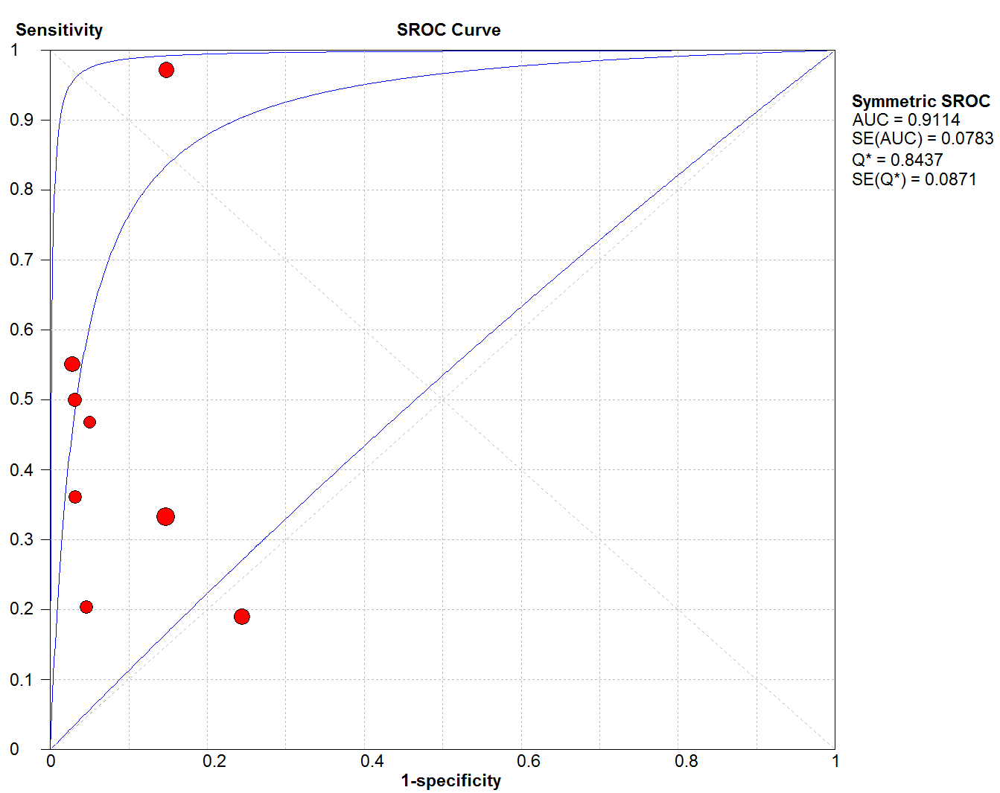 Sensitivity
SROC Curve
1
0.9
0.8
0.7
0.6
0.5
0.4
0.3
0.2
0.1
0
0 0.2 0.4 0.6 0.8 1
1-specificity
Symmetric SROC
AUC = 0.9114
SE(AUC) = 0.0783
Q* = 0.8437
SE(Q*) = 0.0871